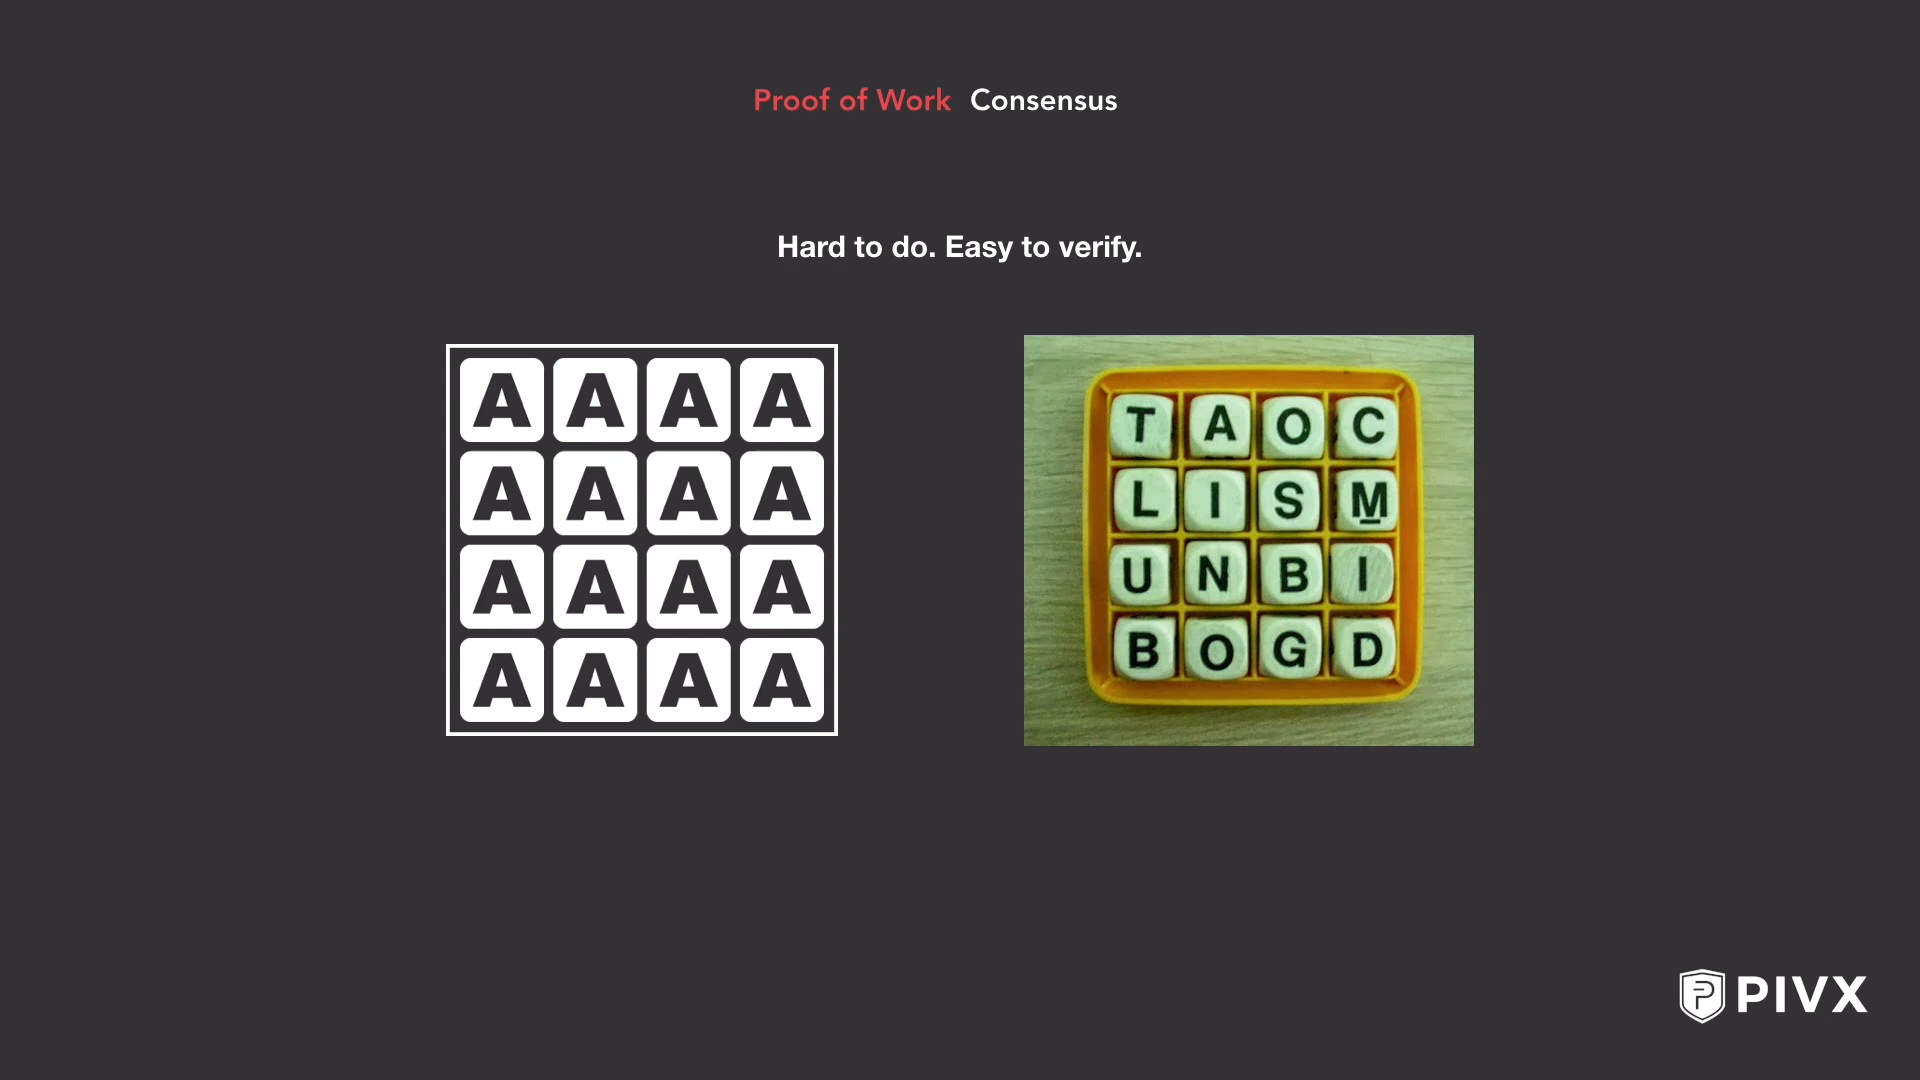 Proof of Work Consensus
Hard to do. Easy to verify.
A A A A
A A A A
A A A A
A A A A
T A O C
L I S M
U N B I
B O G D
PIVX